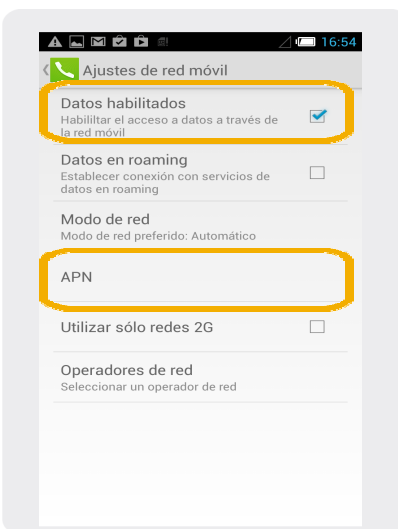 16:54
Ajustes de red móvil
Datos habilitados
Habililtar el acceso a datos a través de
la red móvil
Datos en roaming
Establecer conexión con servicios de
datos en roaming
Modo de red
Modo de red preferido: Automático
APN
Utilizar sólo redes 2G
Operadores de red
Seleccionar un operador de red